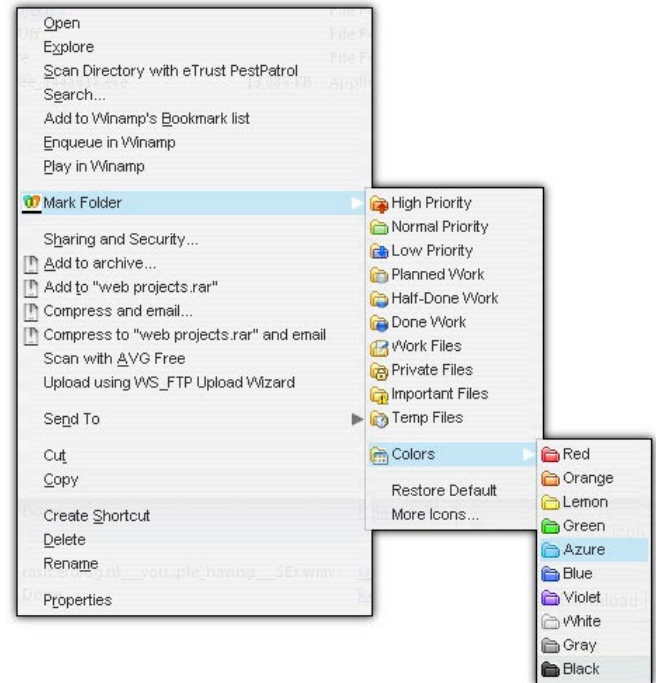 Open
Explore
Scan Directory with eTrust PestPatrol
Search...
Add to Winamp's Bookmark list
Enqueue in Winamp
Play in Winamp
Mark Folder
Sharing and Security...
Add to archive...
Add to "web projects.rar"
Compress and email...
Compress to "web projects.rar" and email
Scan with AVG Free
Upload using WS_FTP Upload Wizard
Send To
Cut
Copy
Create Shortcut
Delete
Rename
Properties
High Priority
Normal Priority
Low Priority
Planned Work
Half-Done Work
Done Work
Work Files
Private Files
Important Files
Temp Files
Colors
Restore Default
More Icons...
Red
Orange
Lemon
Green
Azure
Blue
Violet
White
Gray
Black